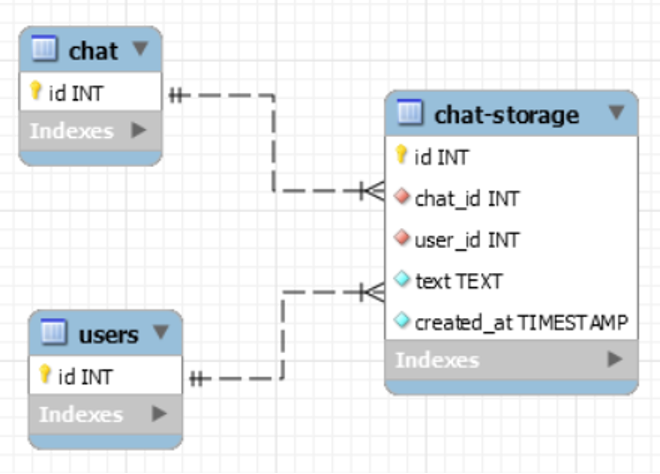 chat
id INT
Indexes
chat-storage
id INT
chat_id INT
user_id INT
text TEXT
created_at TIMESTAMP
Indexes
users
id INT
Indexes